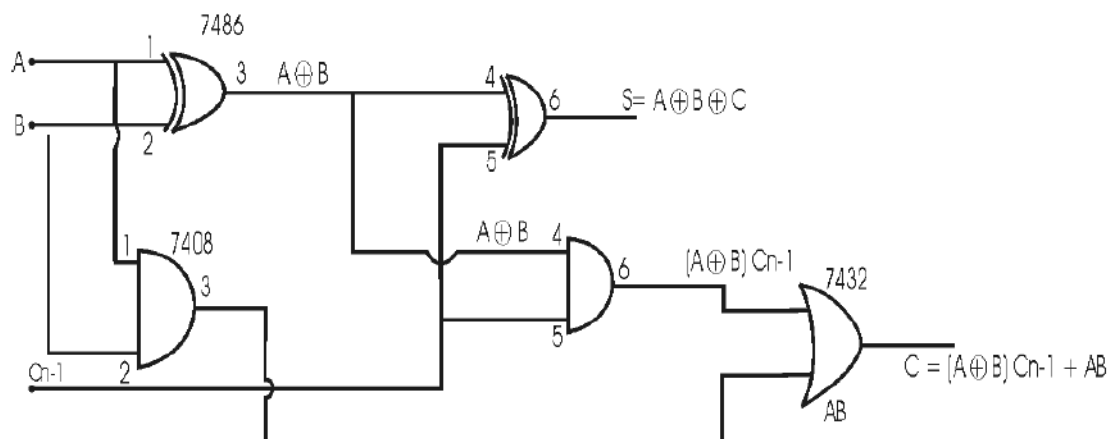 7486
A
1
3
A⊕B
4
6
S= A⊕B⊕C
B
2
5
1
7408
3
A⊕B
4
6
(A⊕B) Cn-1
7432
5
2
Cn-1
C = (A⊕B) Cn-1 + AB
AB